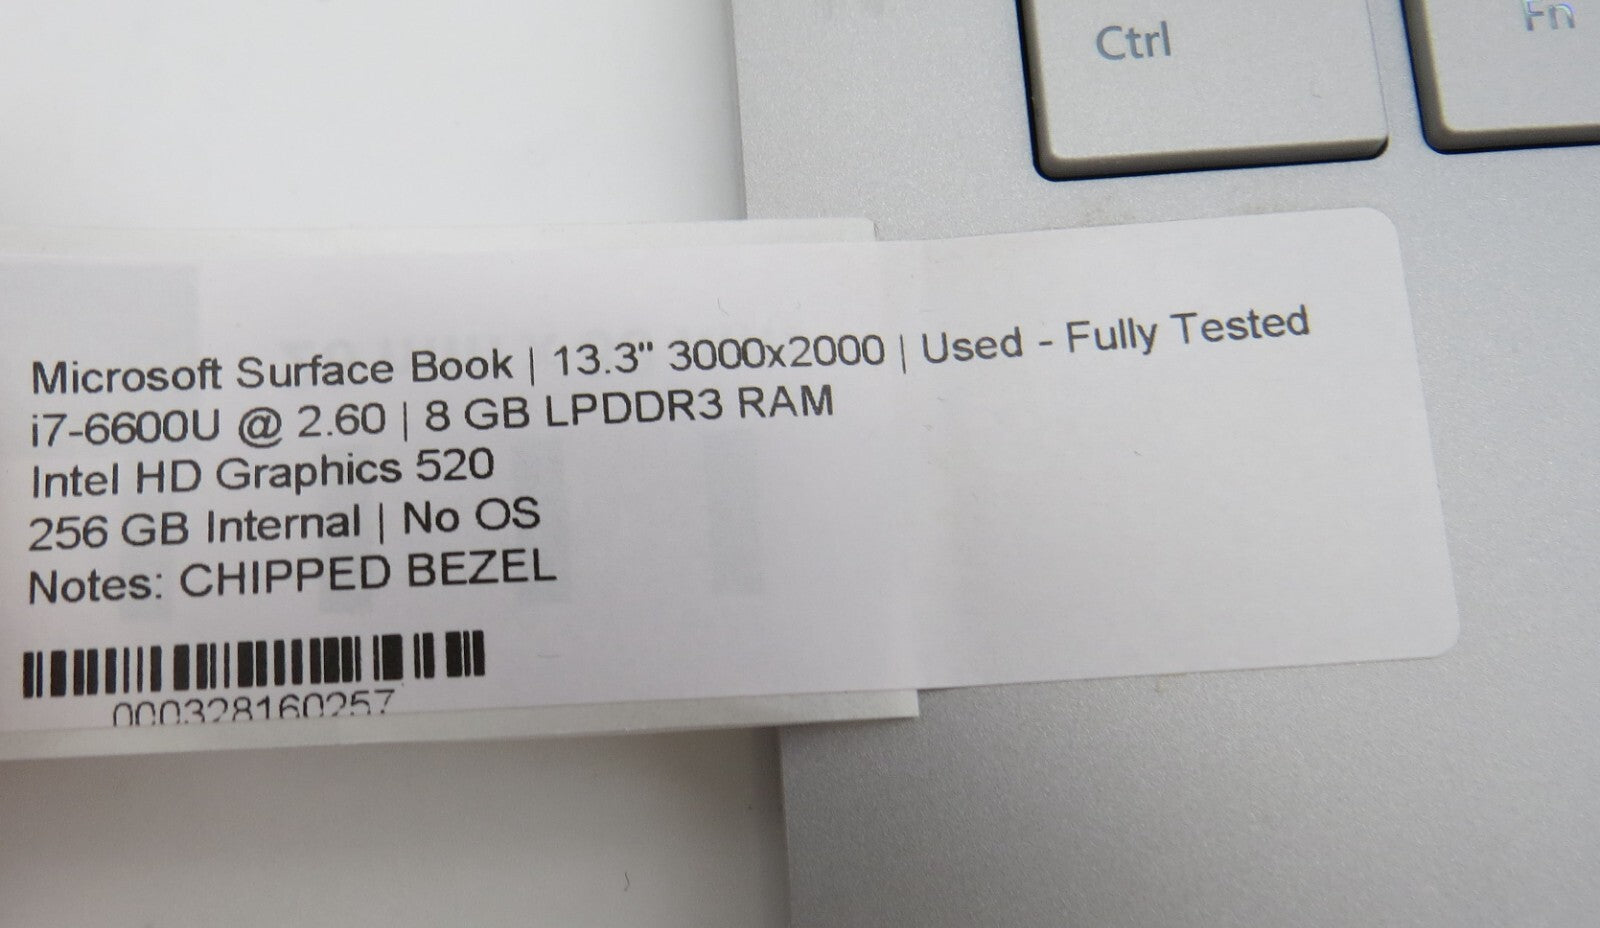 Ctrl
Fn
Microsoft Surface Book | 13.3" 3000x2000 | Used - Fully Tested
i7-6600U @ 2.60 | 8 GB LPDDR3 RAM
Intel HD Graphics 520
256 GB Internal | No OS
Notes: CHIPPED BEZEL
000328160257